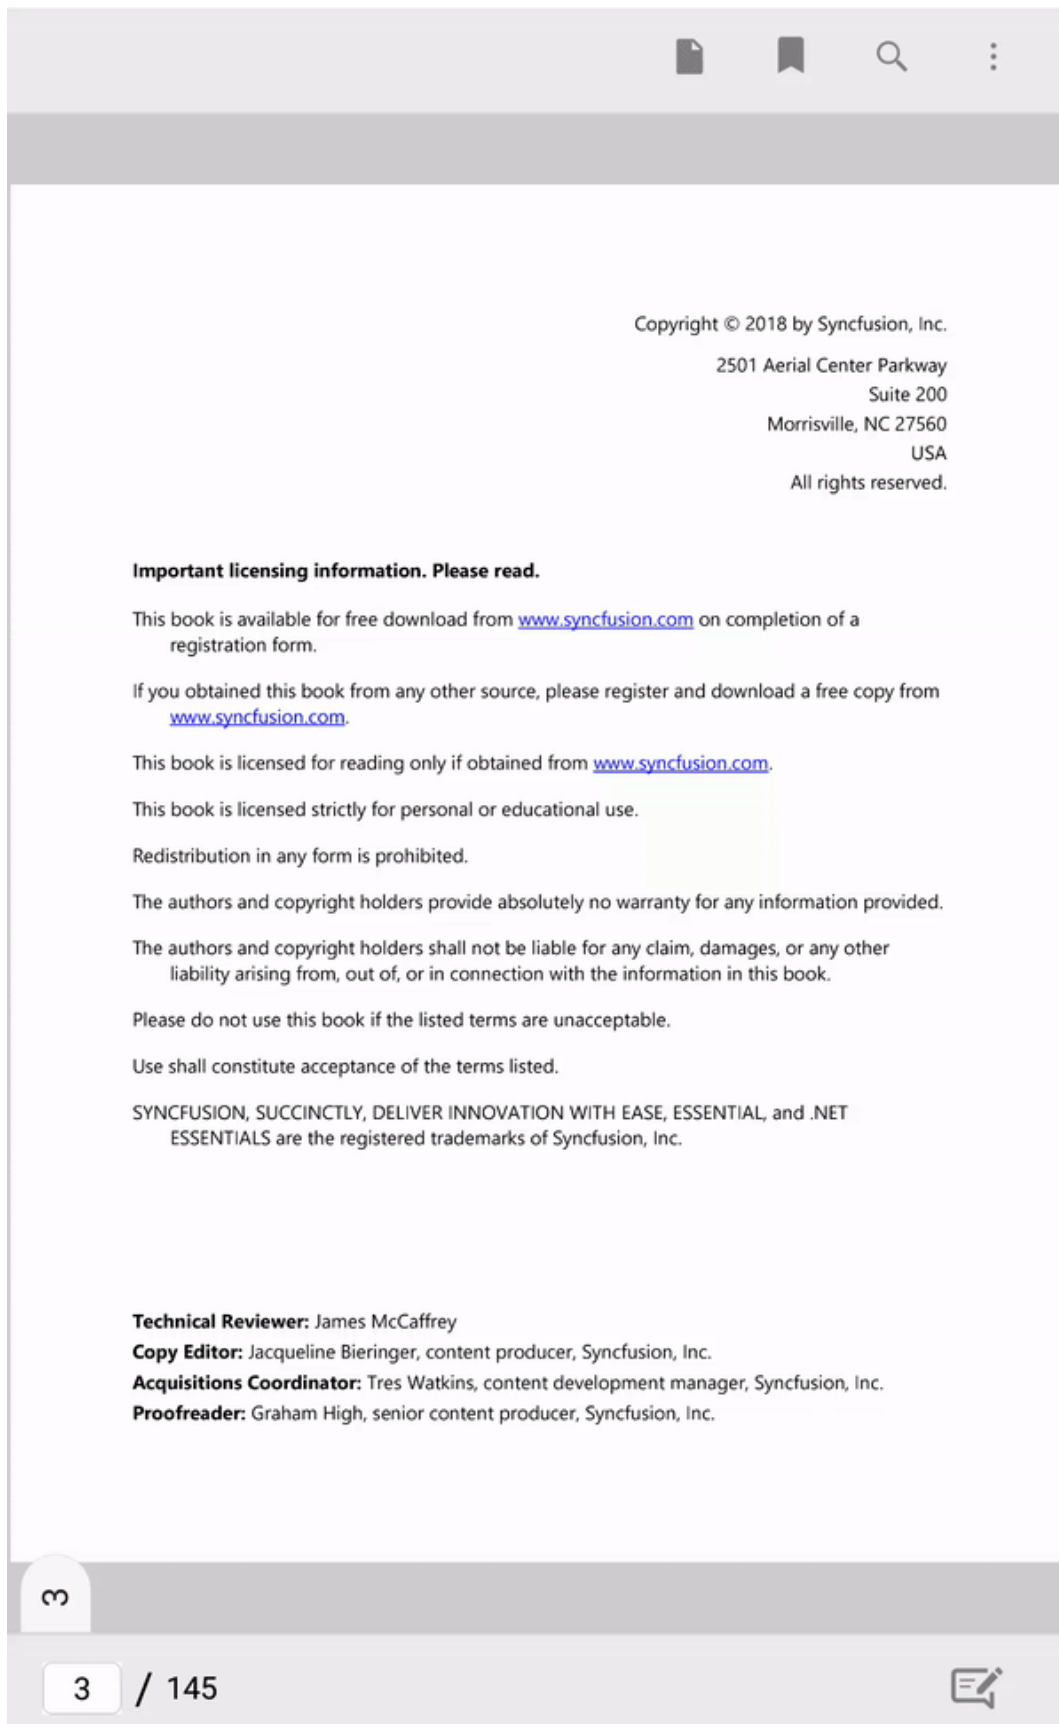 Copyright © 2018 by Syncfusion, Inc.
2501 Aerial Center Parkway
Suite 200
Morrisville, NC 27560
USA
All rights reserved.
Important licensing information. Please read.
This book is available for free download from www.syncfusion.com on completion of a
registration form.
If you obtained this book from any other source, please register and download a free copy from
www.syncfusion.com.
This book is licensed for reading only if obtained from www.syncfusion.com.
This book is licensed strictly for personal or educational use.
Redistribution in any form is prohibited.
The authors and copyright holders provide absolutely no warranty for any information provided.
The authors and copyright holders shall not be liable for any claim, damages, or any other
liability arising from, out of, or in connection with the information in this book.
Please do not use this book if the listed terms are unacceptable.
Use shall constitute acceptance of the terms listed.
SYNCFUSION, SUCCINCTLY, DELIVER INNOVATION WITH EASE, ESSENTIAL, and .NET
ESSENTIALS are the registered trademarks of Syncfusion, Inc.
Technical Reviewer: James McCaffrey
Copy Editor: Jacqueline Bieringer, content producer, Syncfusion, Inc.
Acquisitions Coordinator: Tres Watkins, content development manager, Syncfusion, Inc.
Proofreader: Graham High, senior content producer, Syncfusion, Inc.
3
3 / 145